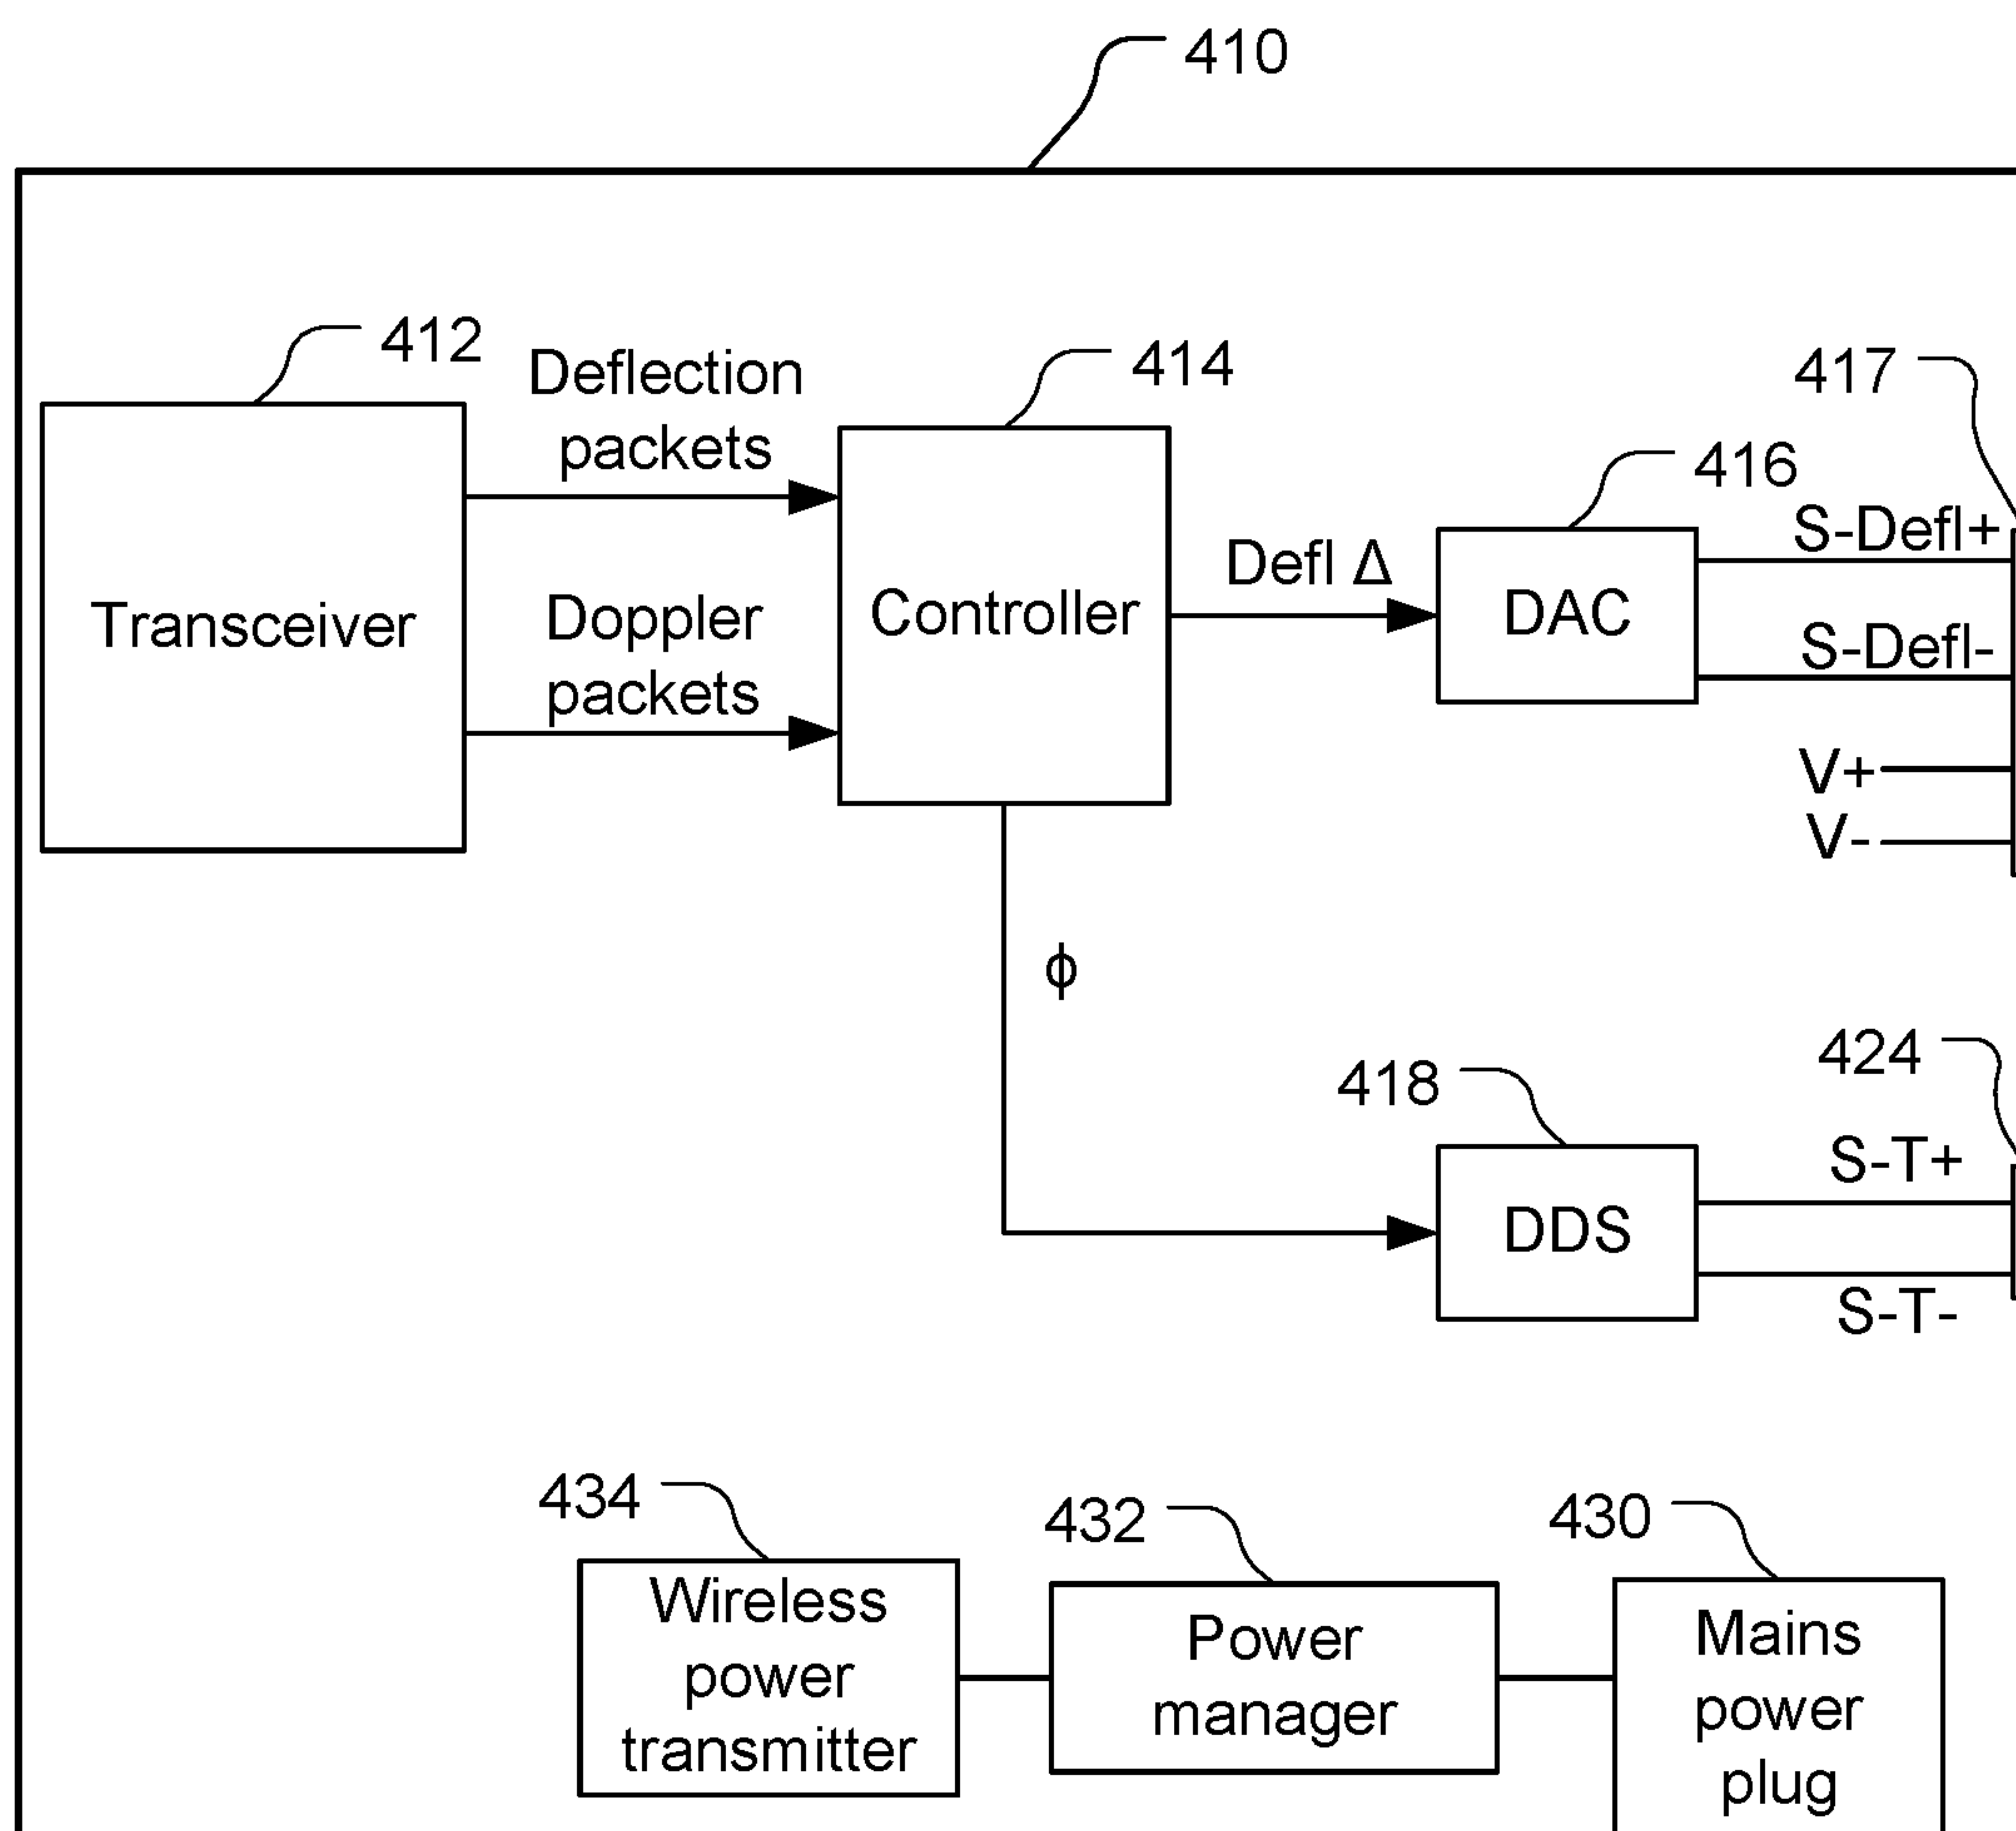 410
412
Deflection
packets
414
417
416
S-Defl+
Defl Δ
Transceiver
Doppler
packets
Controller
DAC
S-Defl-
V+
V-
ϕ
424
418
S-T+
DDS
S-T-
434
432
430
Wireless
power
transmitter
Power
manager
Mains
power
plug